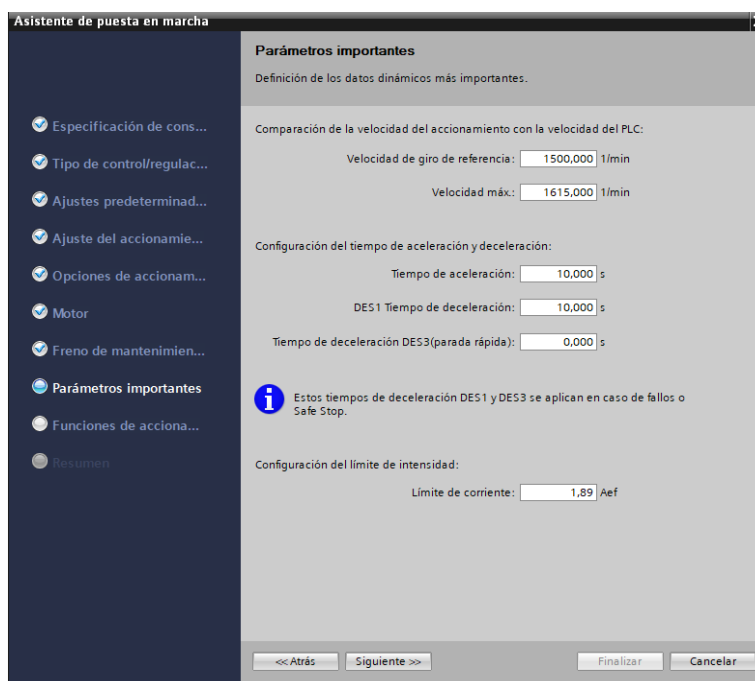 Asistente de puesta en marcha
Parámetros importantes
Definición de los datos dinámicos más importantes.
Especificación de cons...
Tipo de control/regulac...
Ajustes predeterminad...
Ajuste del accionamie...
Opciones de accionam...
Motor
Freno de mantenimien...
Parámetros importantes
Funciones de acciona...
Resumen
Comparación de la velocidad del accionamiento con la velocidad del PLC:
Velocidad de giro de referencia: 1500,000 1/min
Velocidad máx.: 1615,000 1/min
Configuración del tiempo de aceleración y deceleración:
Tiempo de aceleración: 10,000 s
DES1 Tiempo de deceleración: 10,000 s
Tiempo de deceleración DES3(parada rápida): 0,000 s
Estos tiempos de deceleración DES1 y DES3 se aplican en caso de fallos o
Safe Stop.
Configuración del límite de intensidad:
Límite de corriente: 1,89 Aef
<< Atrás Siguiente >> Finalizar Cancelar